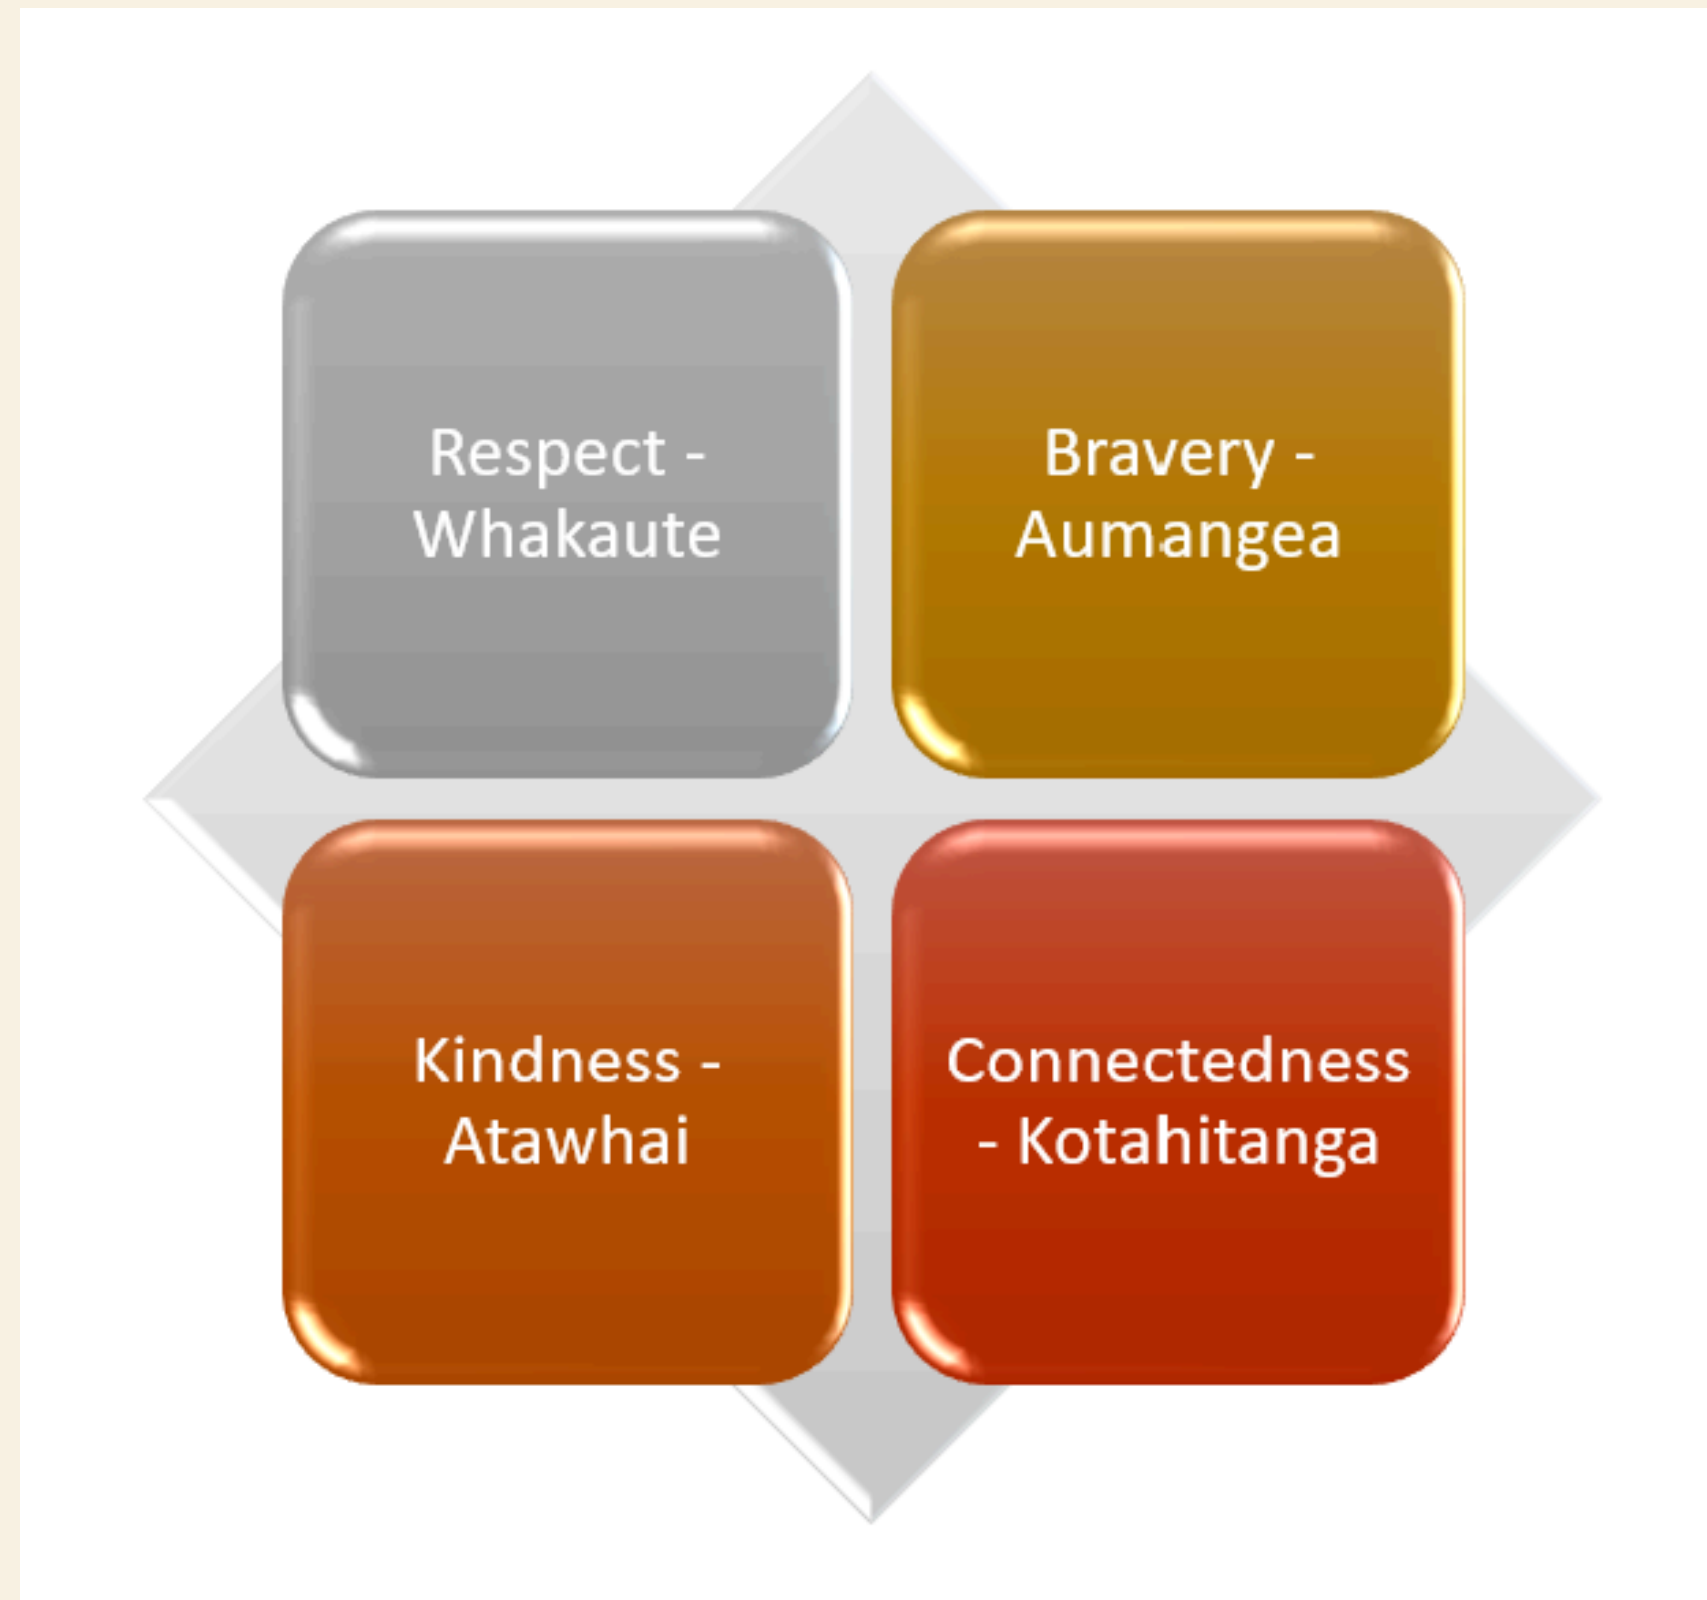 Respect -
Whakaute
Bravery -
Aumangea
Kindness -
Atawhai
Connectedness
- Kotahitanga